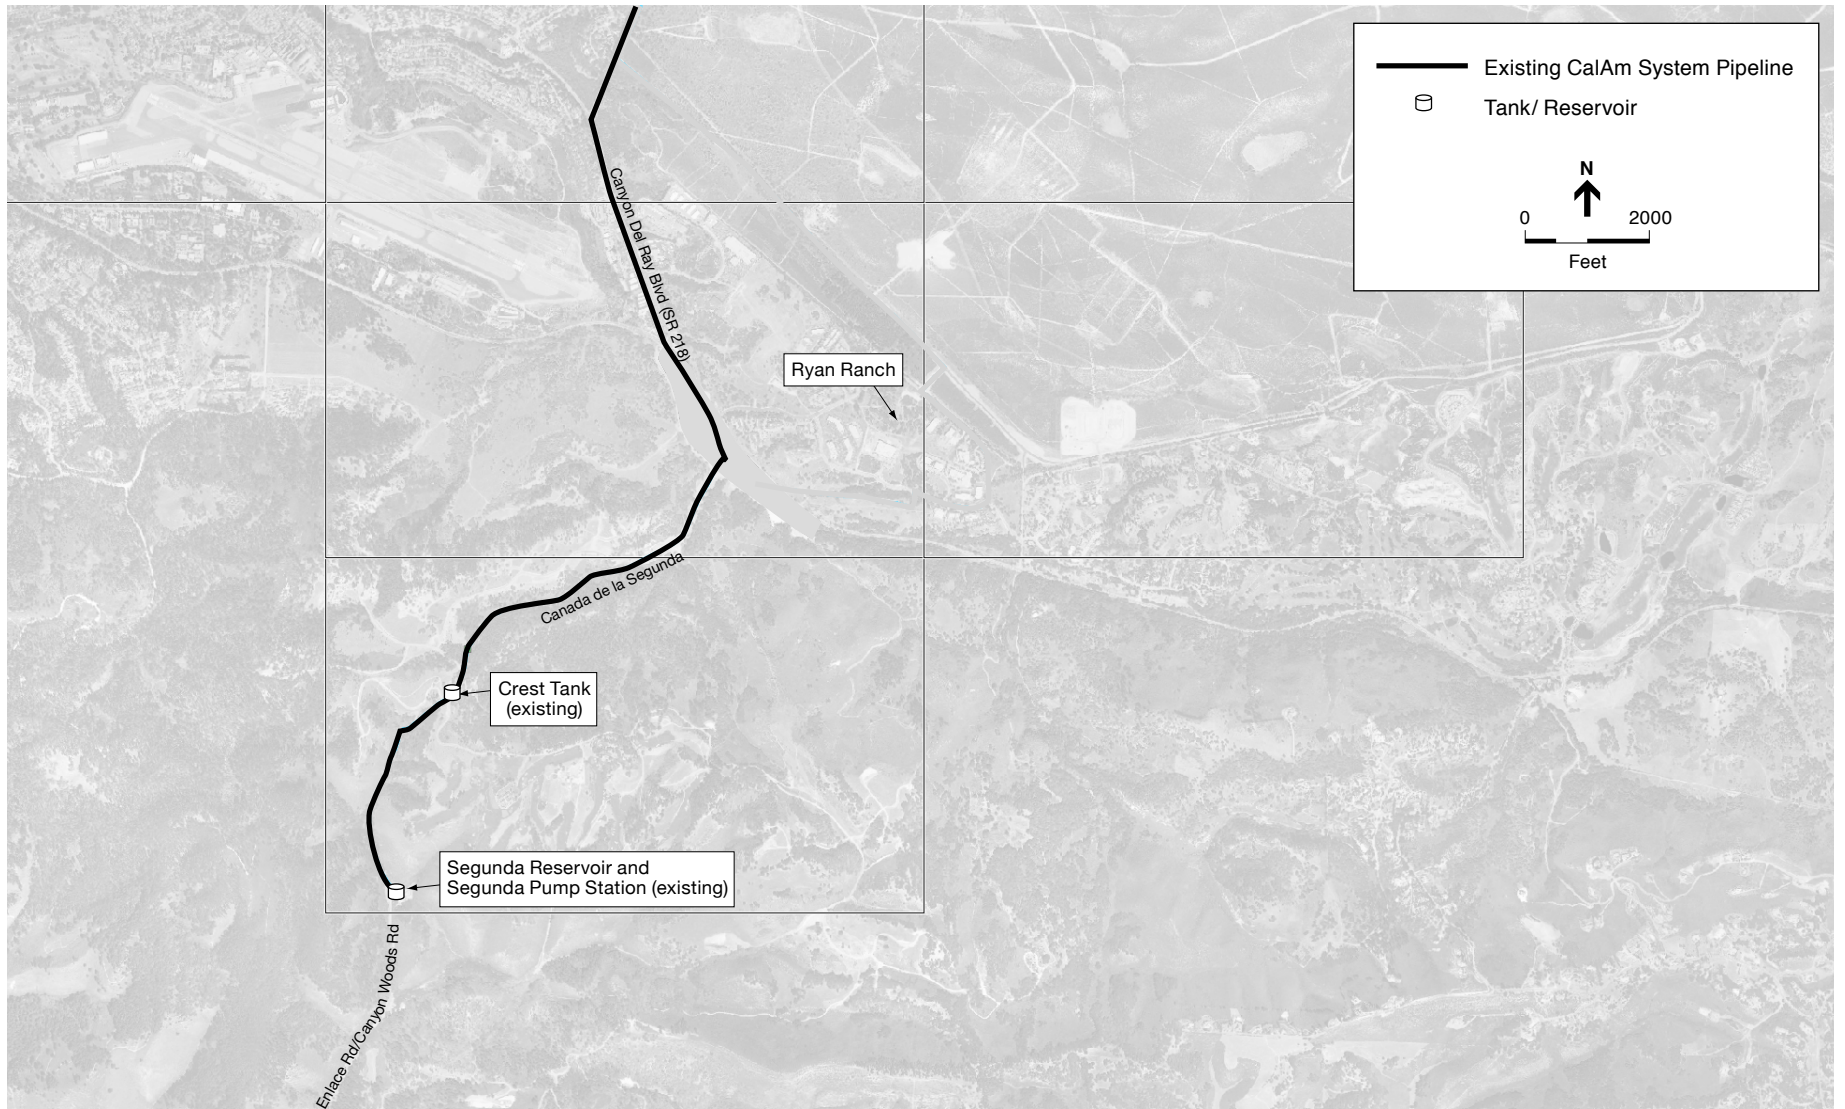 Existing CalAm System Pipeline
Tank/ Reservoir
N
0 2000
Feet
Canyon Del Ray Blvd (SR 218)
Ryan Ranch
Canada de la Segunda
Crest Tank
(existing)
Segunda Reservoir and
Segunda Pump Station (existing)
Enlace Rd/Canyon Woods Rd